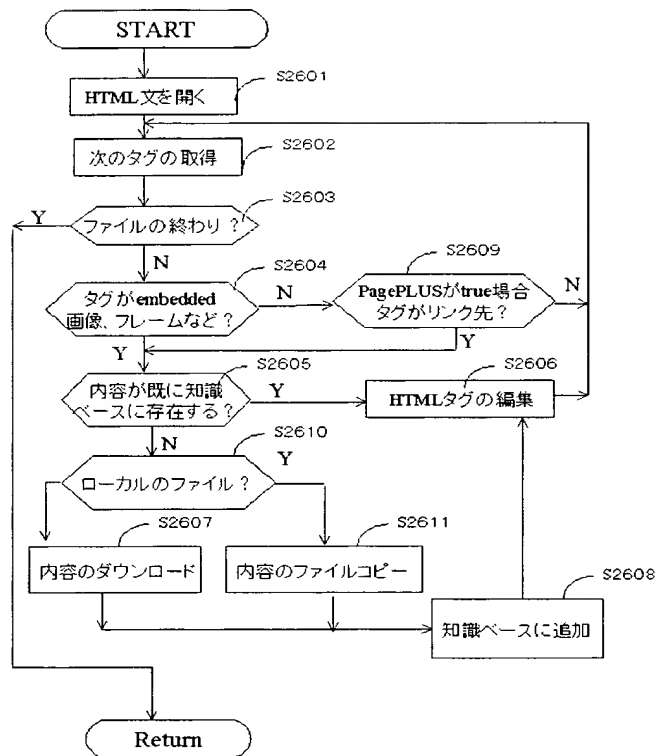 START
S2601
HTML文を開く
S2602
次のタグの取得
S2603
Y
ファイルの終わり？
N
S2604
S2609
タグがembedded
画像、フレームなど？
N
PagePLUSがtrue場合
タグがリンク先？
N
Y
Y
S2605
S2606
内容が既に知識
ベースに存在する？
Y
HTMLタグの編集
N
S2610
Y
ローカルのファイル？
S2607
S2611
内容のダウンロード
内容のファイルコピー
S2608
知識ベースに追加
Return